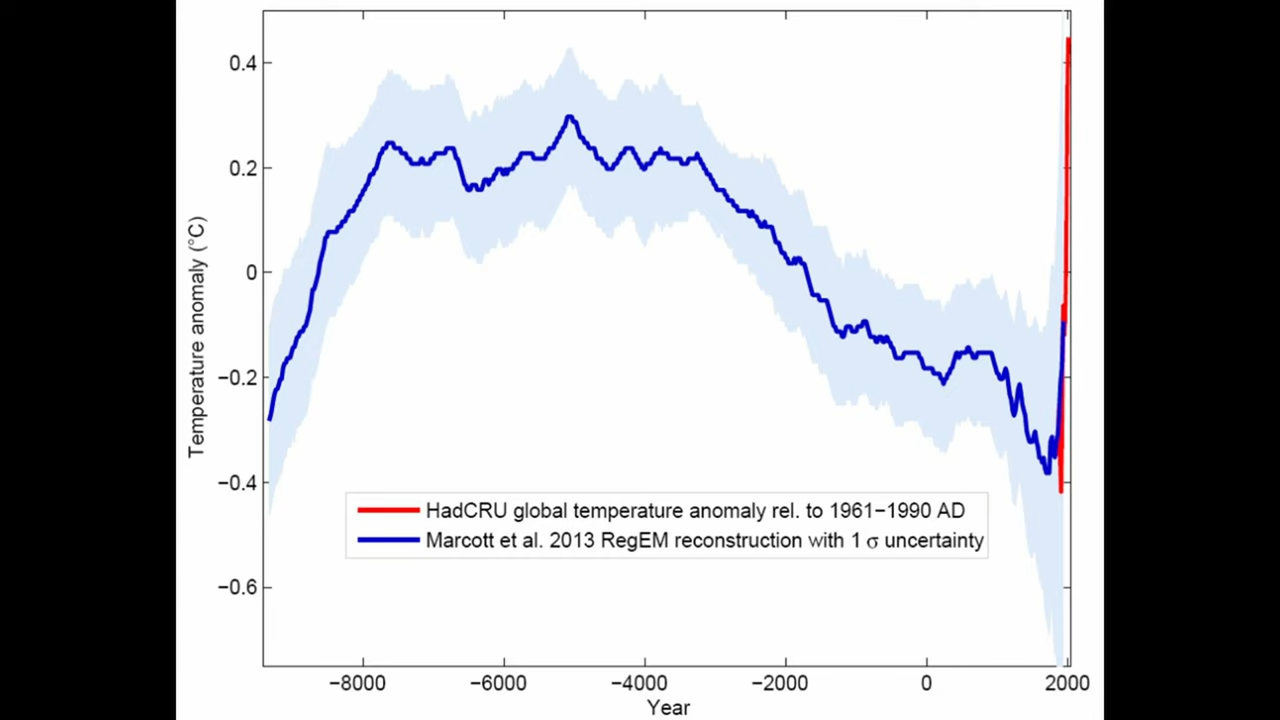 0.4
0.2
0
−0.2
−0.4
−0.6
Temperature anomaly (°C)
HadCRU global temperature anomaly rel. to 1961−1990 AD
Marcott et al. 2013 RegEM reconstruction with 1 σ uncertainty
−8000 −6000 −4000 −2000 0 2000
Year